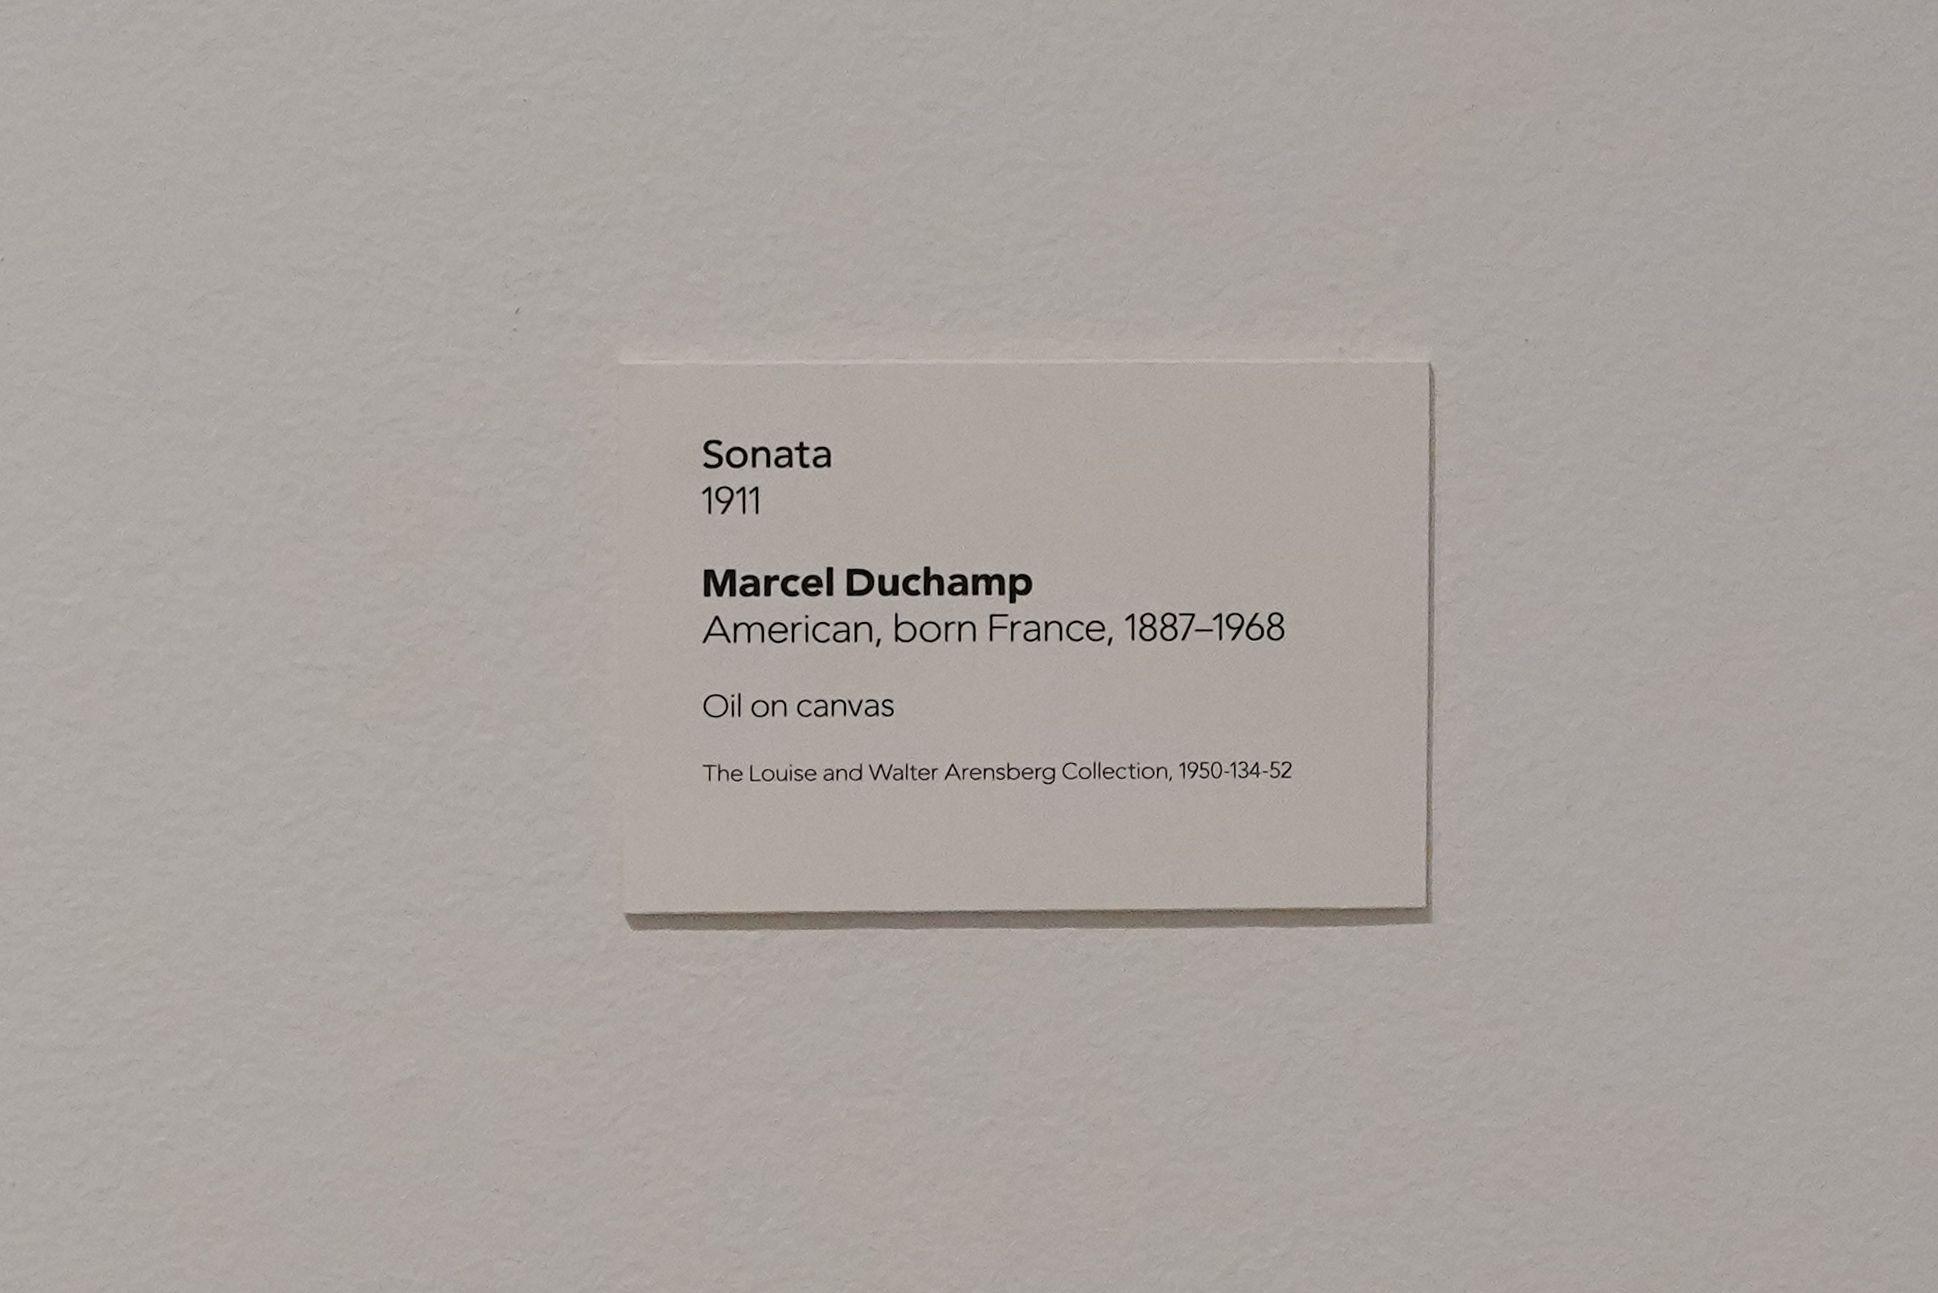 Sonata
1911
Marcel Duchamp
American, born France, 1887–1968
Oil on canvas
The Louise and Walter Arensberg Collection, 1950-134-52